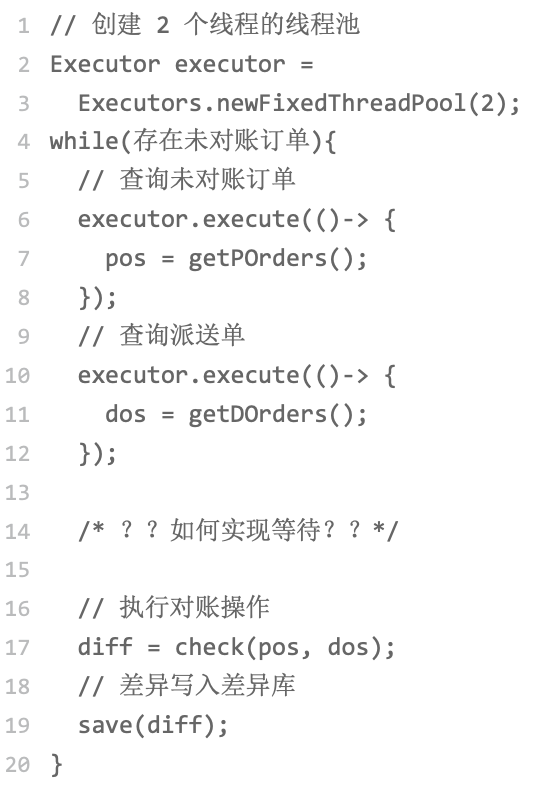 1 // 创建 2 个线程的线程池
2 Executor executor =
3   Executors.newFixedThreadPool(2);
4 while(存在未对账订单){
5   // 查询未对账订单
6   executor.execute(()-> {
7     pos = getPOrders();
8   });
9   // 查询派送单
10   executor.execute(()-> {
11     dos = getDOrders();
12   });
13
14   /* ？？如何实现等待？？*/
15
16   // 执行对账操作
17   diff = check(pos, dos);
18   // 差异写入差异库
19   save(diff);
20 }